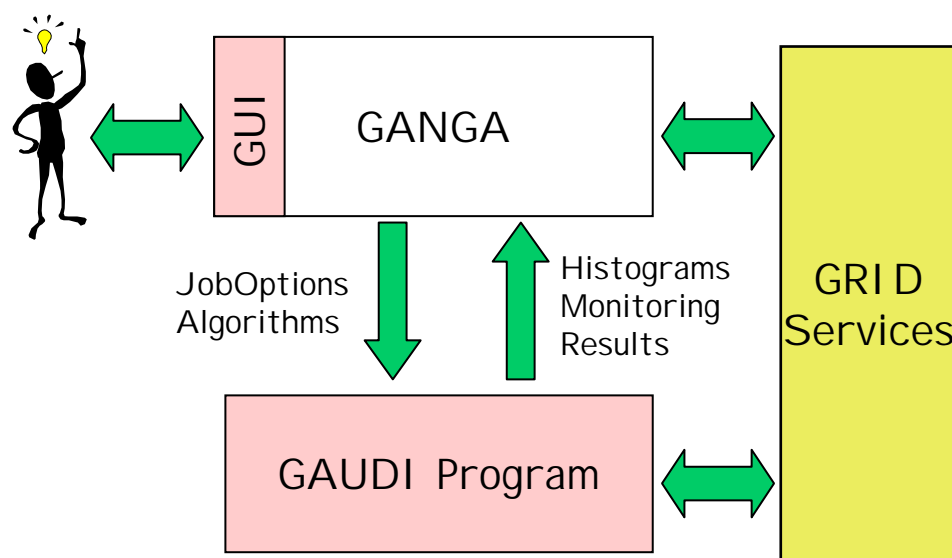 GUI
GANGA
JobOptions
Algorithms
Histograms
Monitoring
Results
GRID
Services
GAUDI Program